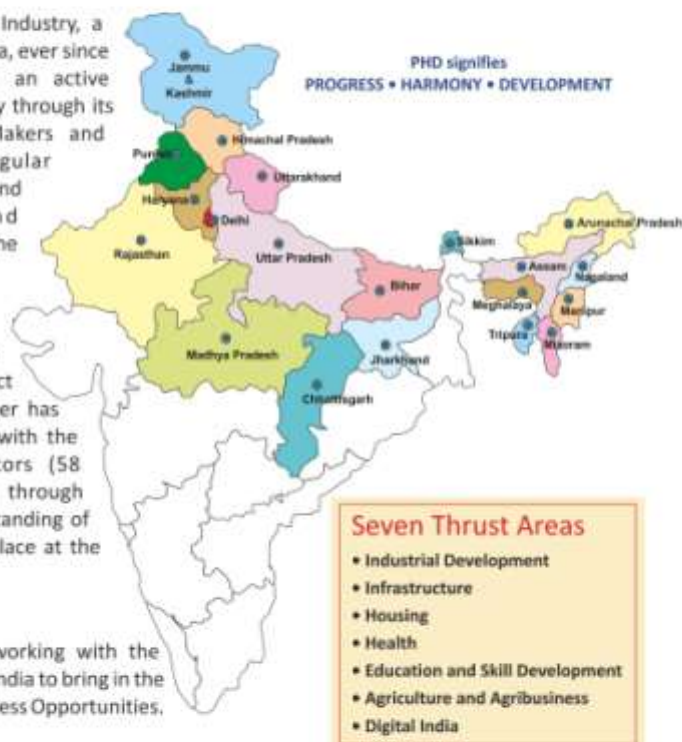 Industry, a
a, ever since
an active
y through its
lakers and
gular
nd
d
ne
ct
er has
with the
tors (58
through
tanding of
lace at the
working with the
India to bring in the
ess Opportunities.
PHD signifies
PROGRESS • HARMONY • DEVELOPMENT
Jammu
&
Kashmir
Himachal Pradesh
Punjab
Uttarakhand
Haryana
Delhi
Rajasthan
Uttar Pradesh
Bihar
Sikkim
Arunachal Pradesh
Assam
Nagaland
Meghalaya
Manipur
Tripura
Mizoram
Madhya Pradesh
Jharkhand
Chhattisgarh
Seven Thrust Areas
• Industrial Development
• Infrastructure
• Housing
• Health
• Education and Skill Development
• Agriculture and Agribusiness
• Digital India